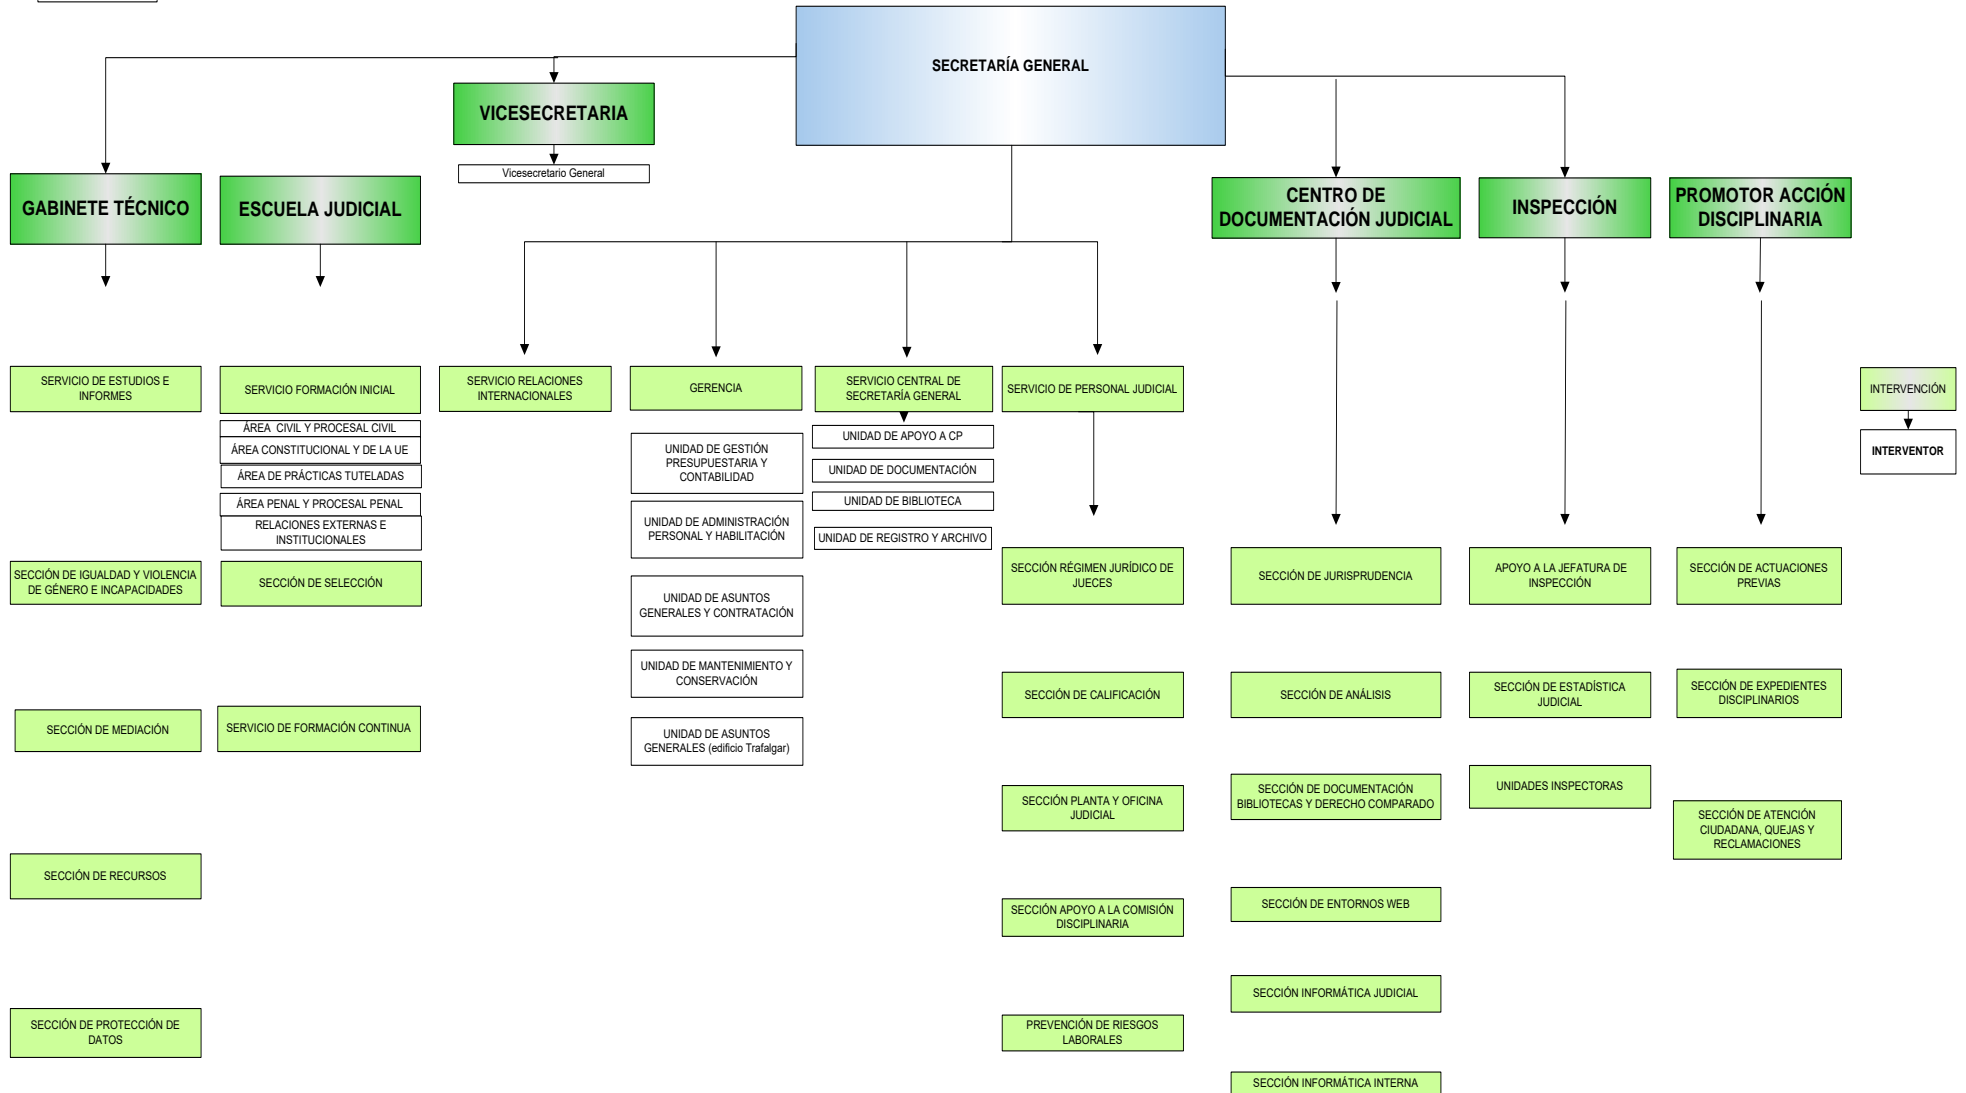 SECRETARÍA GENERAL
VICESECRETARIA
Vicesecretario General
GABINETE TÉCNICO
ESCUELA JUDICIAL
CENTRO DE
DOCUMENTACIÓN JUDICIAL
INSPECCIÓN
PROMOTOR ACCIÓN
DISCIPLINARIA
SERVICIO DE ESTUDIOS E
INFORMES
SECCIÓN DE IGUALDAD Y VIOLENCIA
DE GÉNERO E INCAPACIDADES
SECCIÓN DE MEDIACIÓN
SECCIÓN DE RECURSOS
SECCIÓN DE PROTECCIÓN DE
DATOS
SERVICIO FORMACIÓN INICIAL
ÁREA CIVIL Y PROCESAL CIVIL
ÁREA CONSTITUCIONAL Y DE LA UE
ÁREA DE PRÁCTICAS TUTELADAS
ÁREA PENAL Y PROCESAL PENAL
RELACIONES EXTERNAS E
INSTITUCIONALES
SECCIÓN DE SELECCIÓN
SERVICIO DE FORMACIÓN CONTINUA
SERVICIO RELACIONES
INTERNACIONALES
GERENCIA
UNIDAD DE GESTIÓN
PRESUPUESTARIA Y
CONTABILIDAD
UNIDAD DE ADMINISTRACIÓN
PERSONAL Y HABILITACIÓN
UNIDAD DE ASUNTOS
GENERALES Y CONTRATACIÓN
UNIDAD DE MANTENIMIENTO Y
CONSERVACIÓN
UNIDAD DE ASUNTOS
GENERALES (edificio Trafalgar)
SERVICIO CENTRAL DE
SECRETARÍA GENERAL
UNIDAD DE APOYO A CP
UNIDAD DE DOCUMENTACIÓN
UNIDAD DE BIBLIOTECA
UNIDAD DE REGISTRO Y ARCHIVO
SERVICIO DE PERSONAL JUDICIAL
SECCIÓN RÉGIMEN JURÍDICO DE
JUECES
SECCIÓN DE CALIFICACIÓN
SECCIÓN PLANTA Y OFICINA
JUDICIAL
SECCIÓN APOYO A LA COMISIÓN
DISCIPLINARIA
PREVENCIÓN DE RIESGOS
LABORALES
SECCIÓN DE JURISPRUDENCIA
SECCIÓN DE ANÁLISIS
SECCIÓN DE DOCUMENTACIÓN
BIBLIOTECAS Y DERECHO COMPARADO
SECCIÓN DE ENTORNOS WEB
SECCIÓN INFORMÁTICA JUDICIAL
SECCIÓN INFORMÁTICA INTERNA
APOYO A LA JEFATURA DE
INSPECCIÓN
SECCIÓN DE ESTADÍSTICA
JUDICIAL
UNIDADES INSPECTORAS
SECCIÓN DE ACTUACIONES
PREVIAS
SECCIÓN DE EXPEDIENTES
DISCIPLINARIOS
SECCIÓN DE ATENCIÓN
CIUDADANA, QUEJAS Y
RECLAMACIONES
INTERVENCIÓN
INTERVENTOR